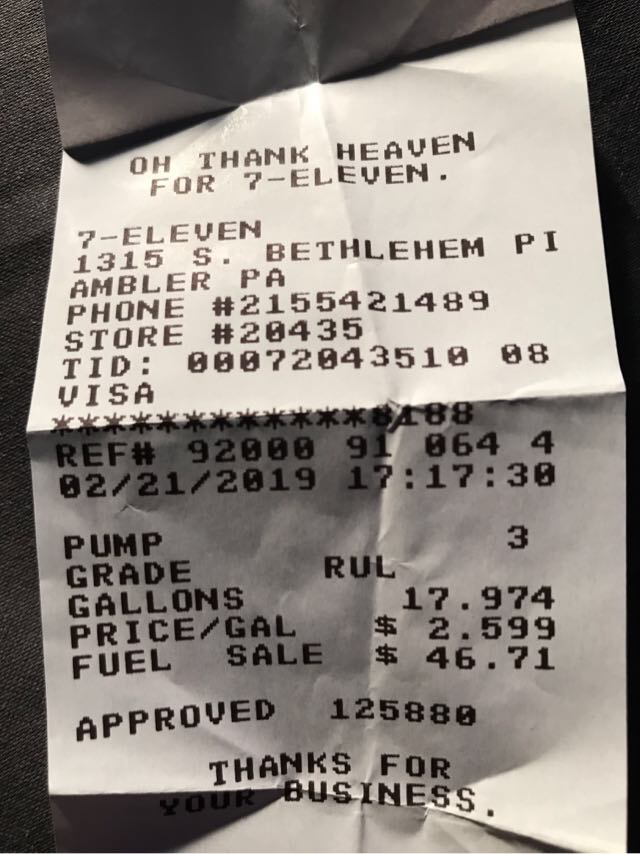 OH THANK HEAVEN
FOR 7-ELEVEN.
7-ELEVEN
1315 S. BETHLEHEM PI
AMBLER PA
PHONE #2155421489
STORE #20435
TID: 00072043510 08
VISA
************8188
REF# 92000 91 064 4
02/21/2019 17:17:30
PUMP 3
GRADE RUL
GALLONS 17.974
PRICE/GAL $ 2.599
FUEL SALE $ 46.71
APPROVED 125880
THANKS FOR
YOUR BUSINESS.